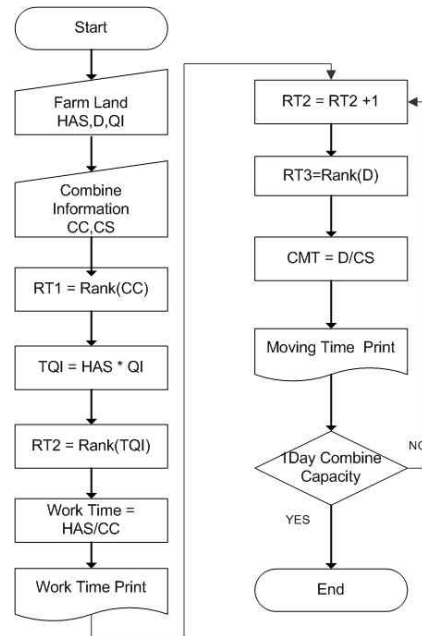 Start
Farm Land
HAS,D,QI
Combine
Information
CC,CS
RT1 = Rank(CC)
TQI = HAS * QI
RT2 = Rank(TQI)
Work Time =
HAS/CC
Work Time Print
RT2 = RT2 +1
RT3=Rank(D)
CMT = D/CS
Moving Time Print
1Day Combine
Capacity
NO
YES
End